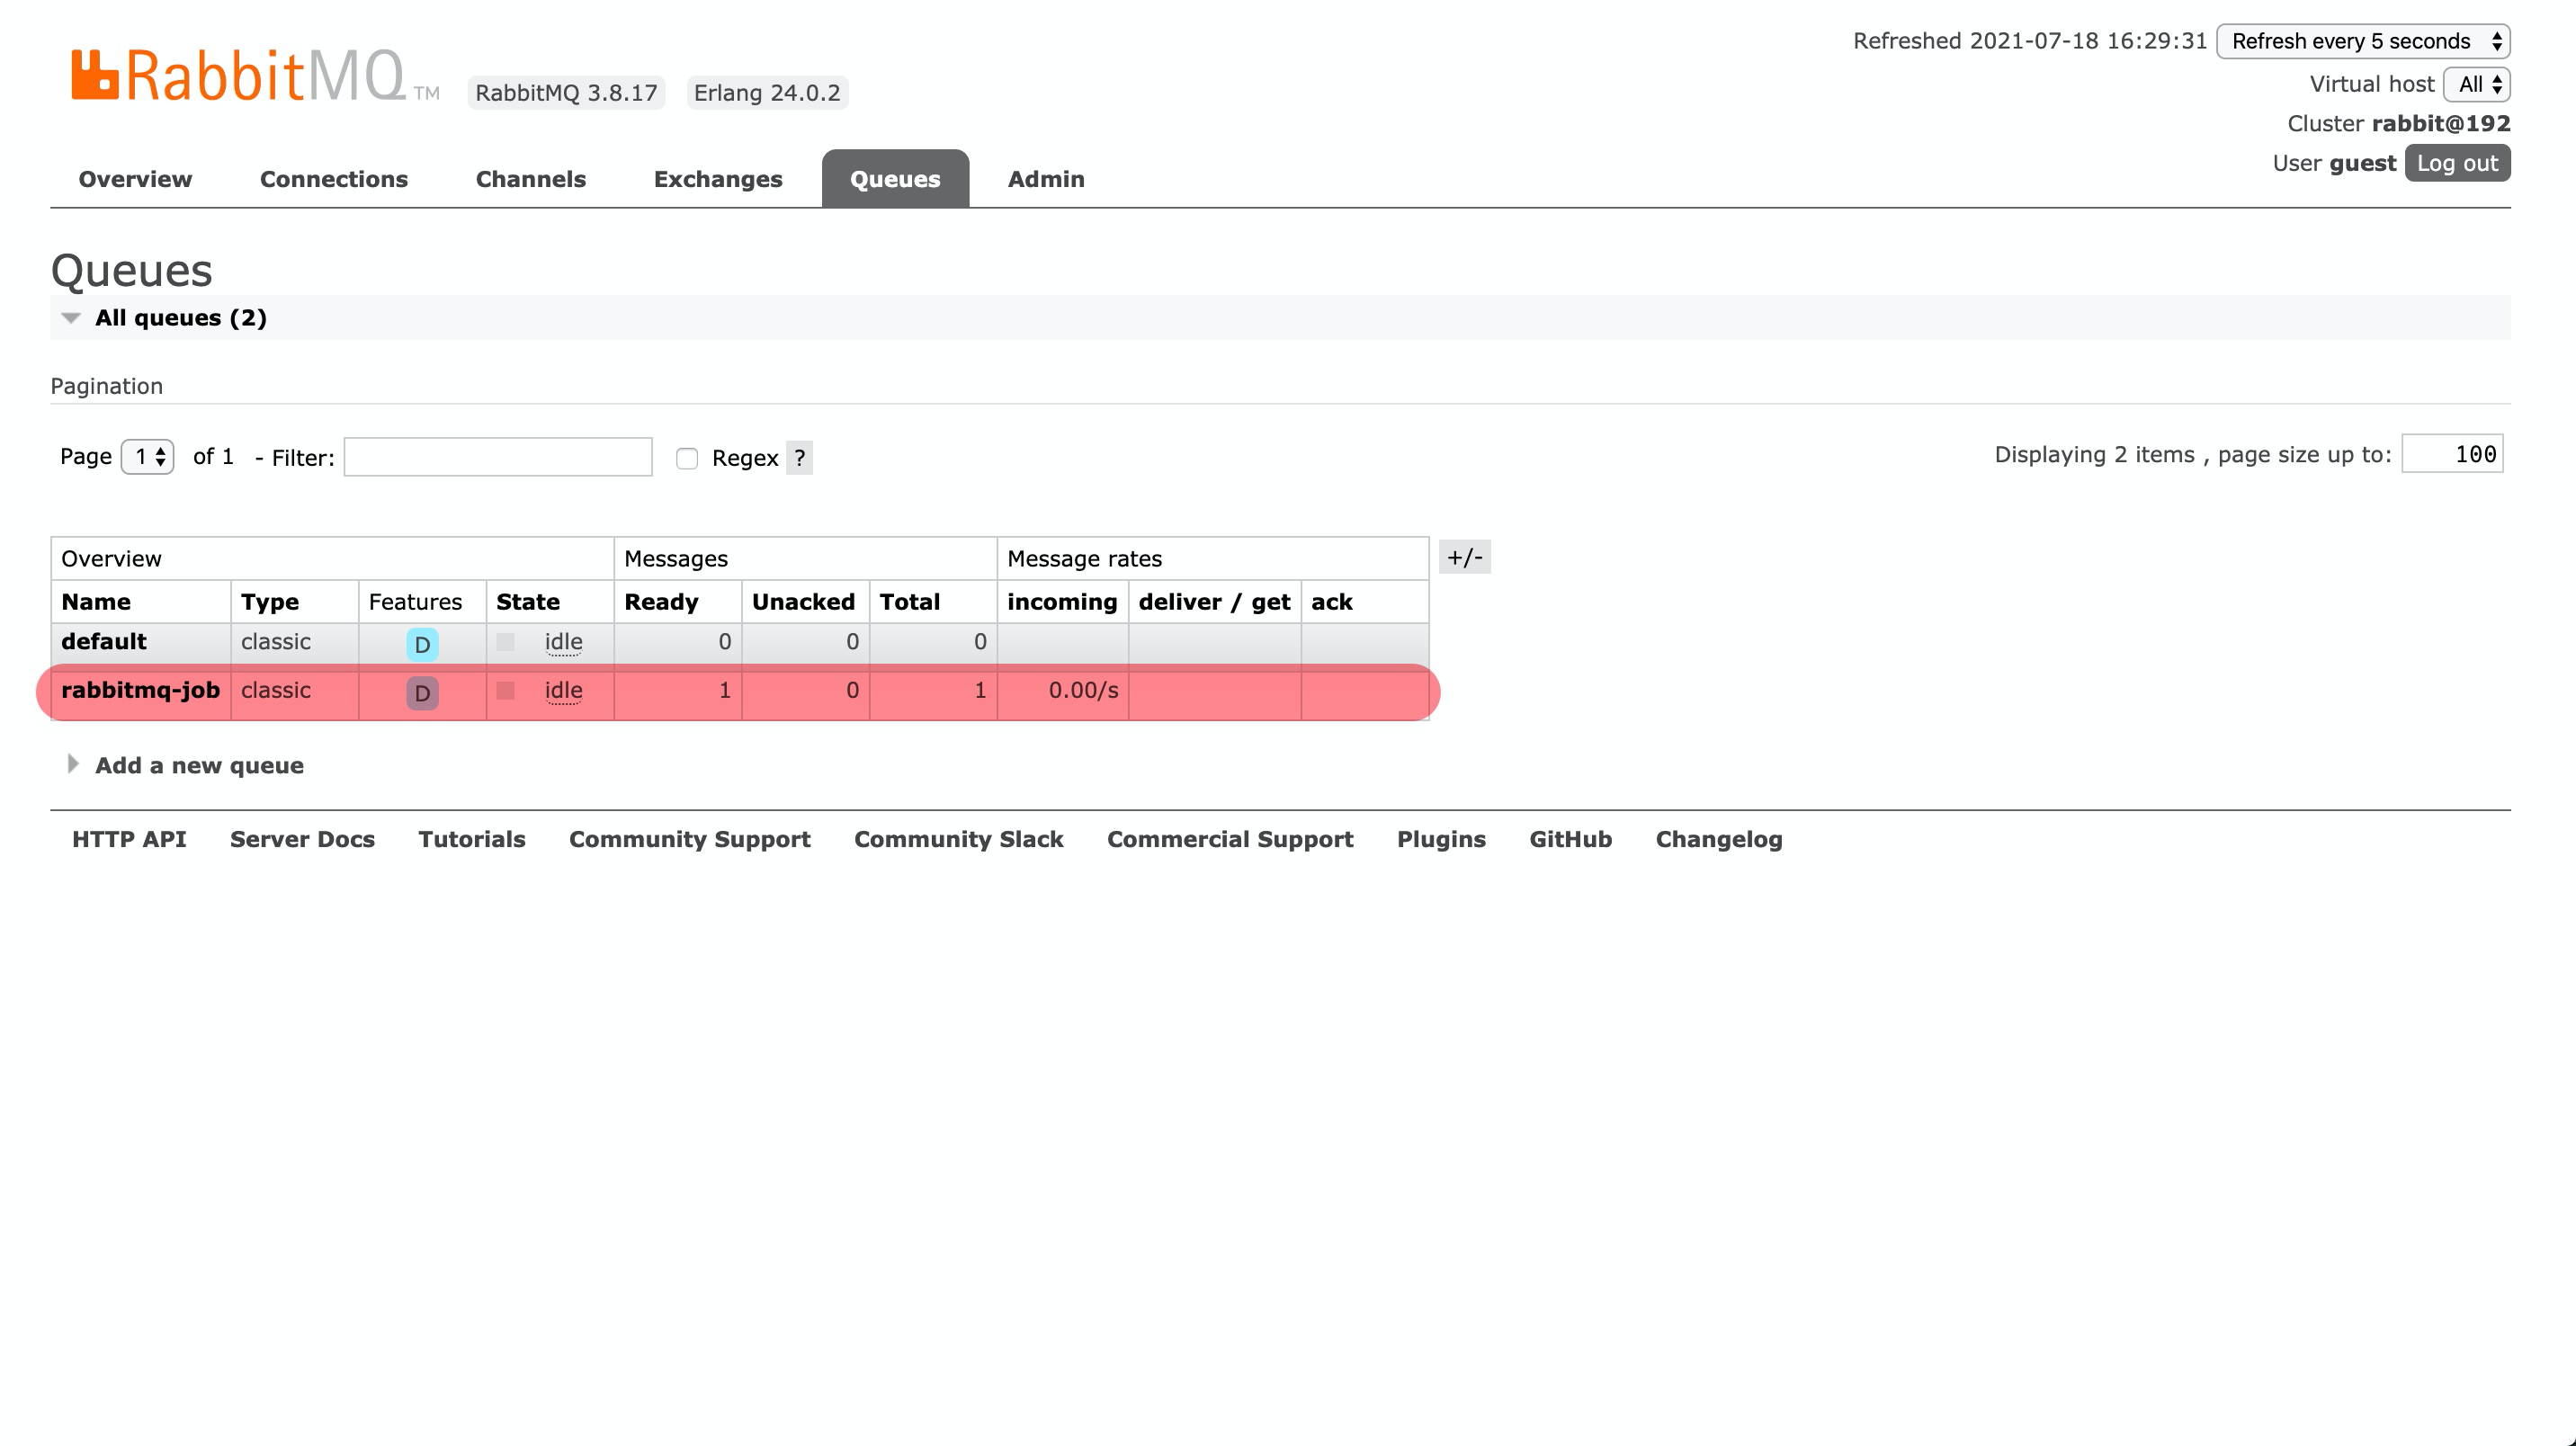 Refreshed 2021-07-18 16:29:31 Refresh every 5 seconds
RabbitMQ TM RabbitMQ 3.8.17 Erlang 24.0.2
Virtual host All
Cluster rabbit@192
User guest Log out
Overview Connections Channels Exchanges Queues Admin
Queues
All queues (2)
Pagination
Page 1 of 1 - Filter: Regex ? Displaying 2 items , page size up to: 100
Overview Messages Message rates +/-
Name Type Features State Ready Unacked Total incoming deliver / get ack
default classic D idle 0 0 0
rabbitmq-job classic D idle 1 0 1 0.00/s
Add a new queue
HTTP API Server Docs Tutorials Community Support Community Slack Commercial Support Plugins GitHub Changelog